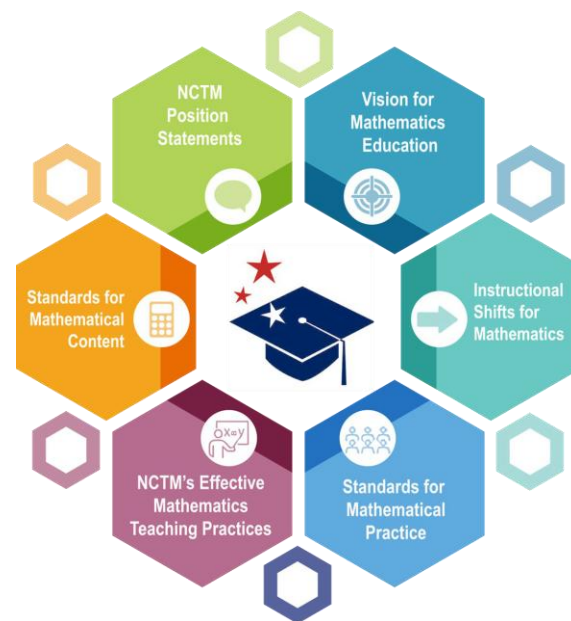 NCTM
Position
Statements
Vision for
Mathematics
Education
Standards for
Mathematical
Content
Instructional
Shifts for
Mathematics
x=y
NCTM's Effective
Mathematics
Teaching Practices
Standards for
Mathematical
Practice